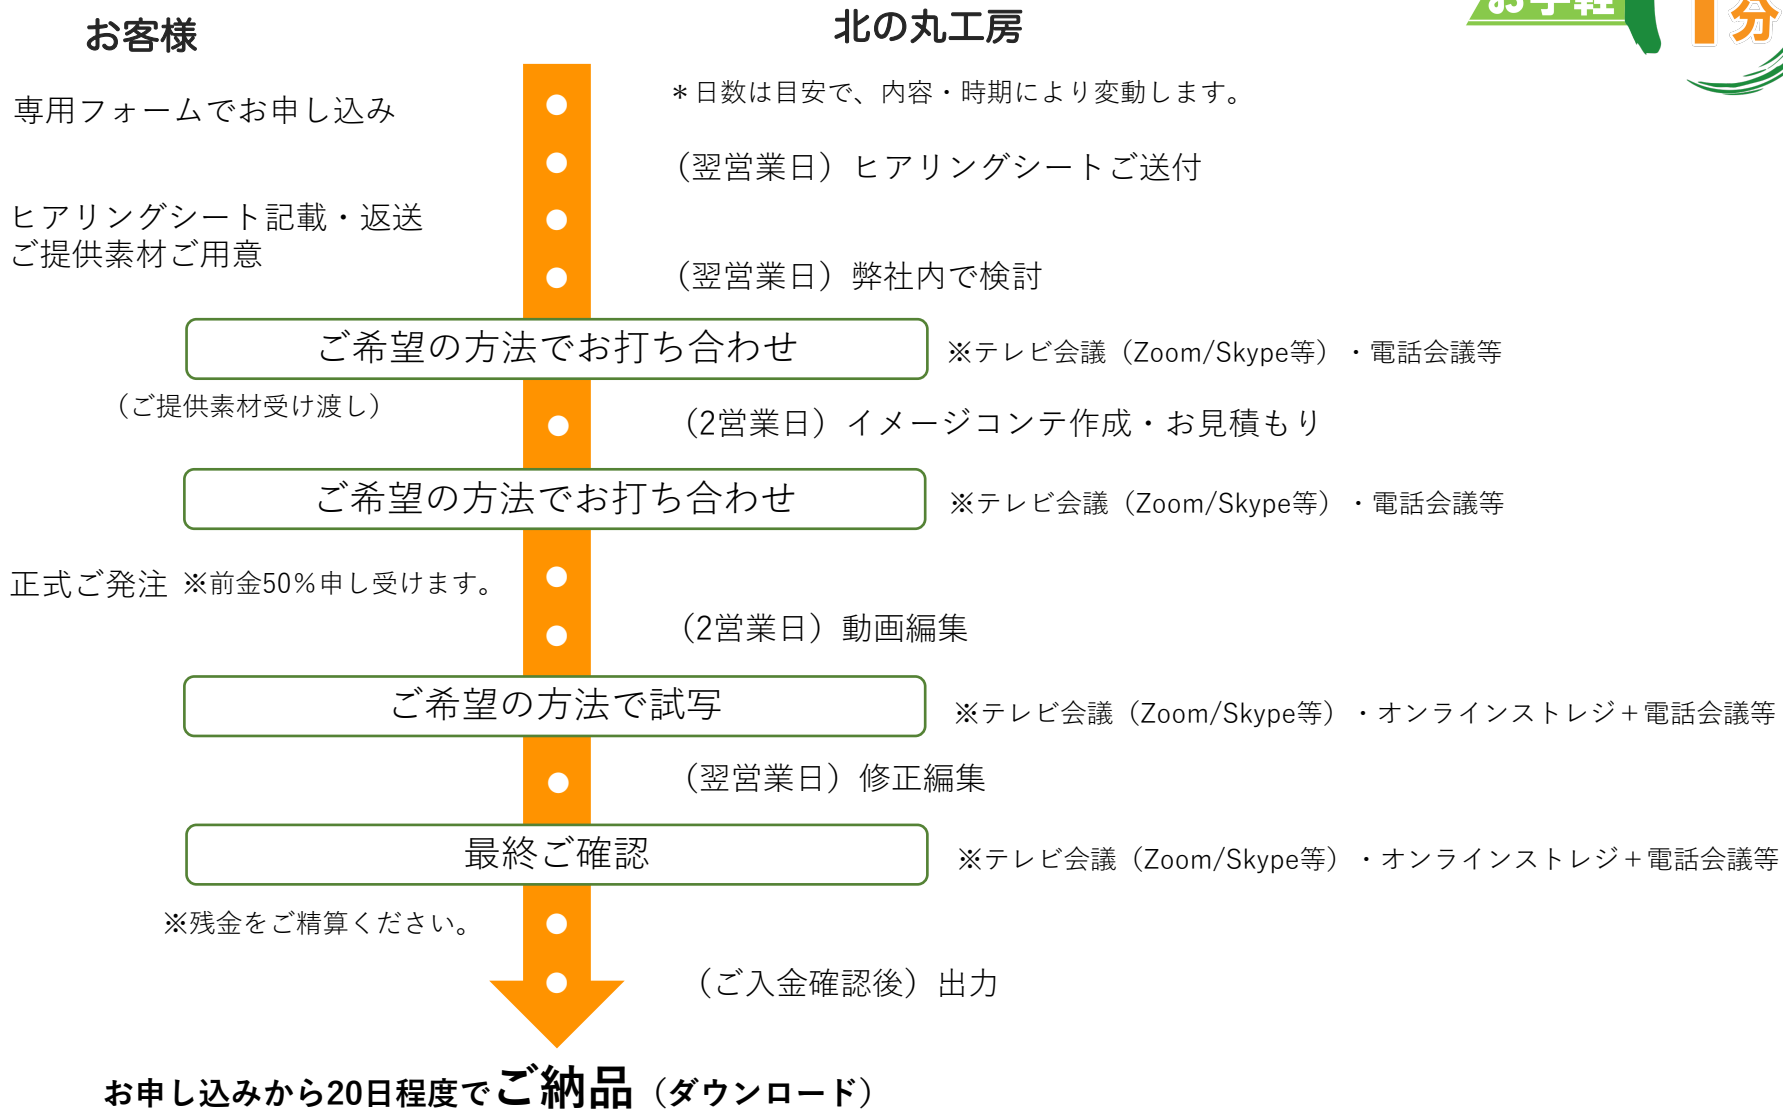 お客様
北の丸工房
お手軽
1分
専用フォームでお申し込み
＊日数は目安で、内容・時期により変動します。
（翌営業日）ヒアリングシートご送付
ヒアリングシート記載・返送
ご提供素材ご用意
（翌営業日）弊社内で検討
ご希望の方法でお打ち合わせ
※テレビ会議（Zoom/Skype等）・電話会議等
（ご提供素材受け渡し）
（2営業日）イメージコンテ作成・お見積もり
ご希望の方法でお打ち合わせ
※テレビ会議（Zoom/Skype等）・電話会議等
正式ご発注 ※前金50％申し受けます。
（2営業日）動画編集
ご希望の方法で試写
※テレビ会議（Zoom/Skype等）・オンラインストレジ＋電話会議等
（翌営業日）修正編集
最終ご確認
※テレビ会議（Zoom/Skype等）・オンラインストレジ＋電話会議等
※残金をご精算ください。
（ご入金確認後）出力
お申し込みから20日程度でご納品（ダウンロード）